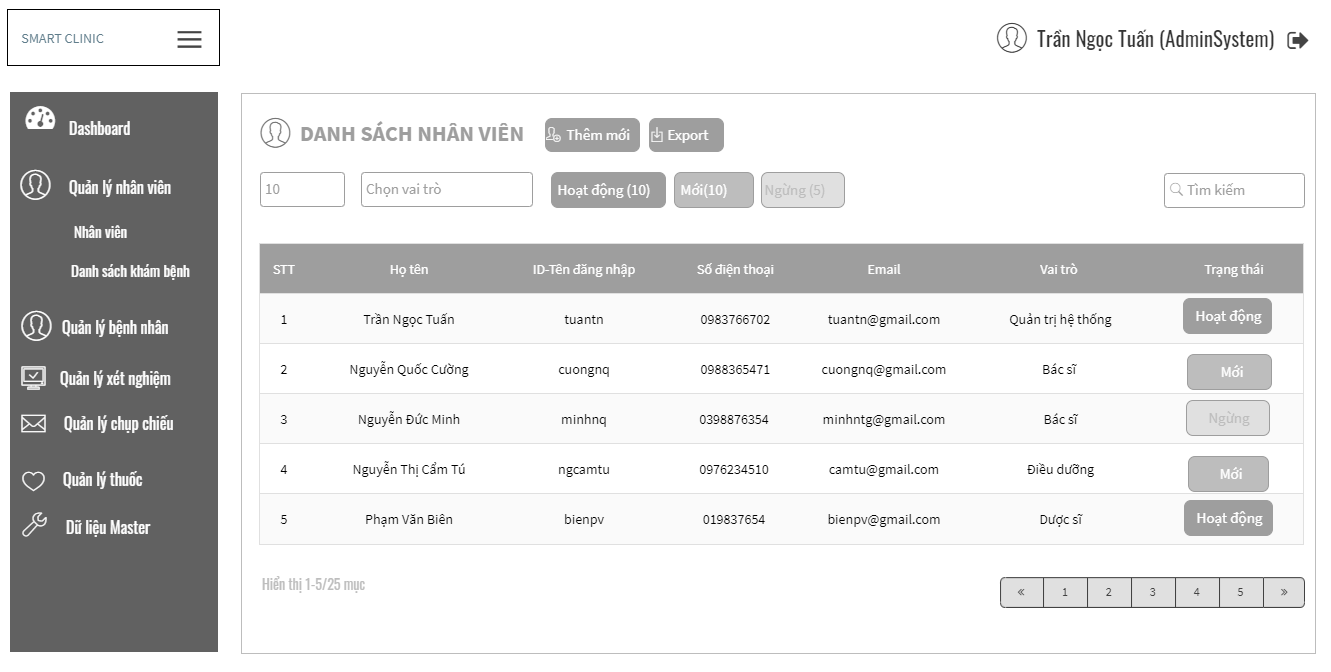 SMART CLINIC
Trần Ngọc Tuấn (AdminSystem)
Dashboard
Quản lý nhân viên
Nhân viên
Danh sách khám bệnh
Quản lý bệnh nhân
Quản lý xét nghiệm
Quản lý chụp chiếu
Quản lý thuốc
Dữ liệu Master
DANH SÁCH NHÂN VIÊN Thêm mới Export
10 Chọn vai trò Hoạt động (10) Mới(10) Ngừng (5) Tìm kiếm
STT Họ tên ID-Tên đăng nhập Số điện thoại Email Vai trò Trạng thái
1 Trần Ngọc Tuấn tuantn 0983766702 tuantn@gmail.com Quản trị hệ thống Hoạt động
2 Nguyễn Quốc Cường cuongnq 0988365471 cuongnq@gmail.com Bác sĩ Mới
3 Nguyễn Đức Minh minhnq 0398876354 minhntg@gmail.com Bác sĩ Ngừng
4 Nguyễn Thị Cẩm Tú ngcamtu 0976234510 camtu@gmail.com Điều dưỡng Mới
5 Phạm Văn Biên bienpv 019837654 bienpv@gmail.com Dược sĩ Hoạt động
Hiển thị 1-5/25 mục
« 1 2 3 4 5 »